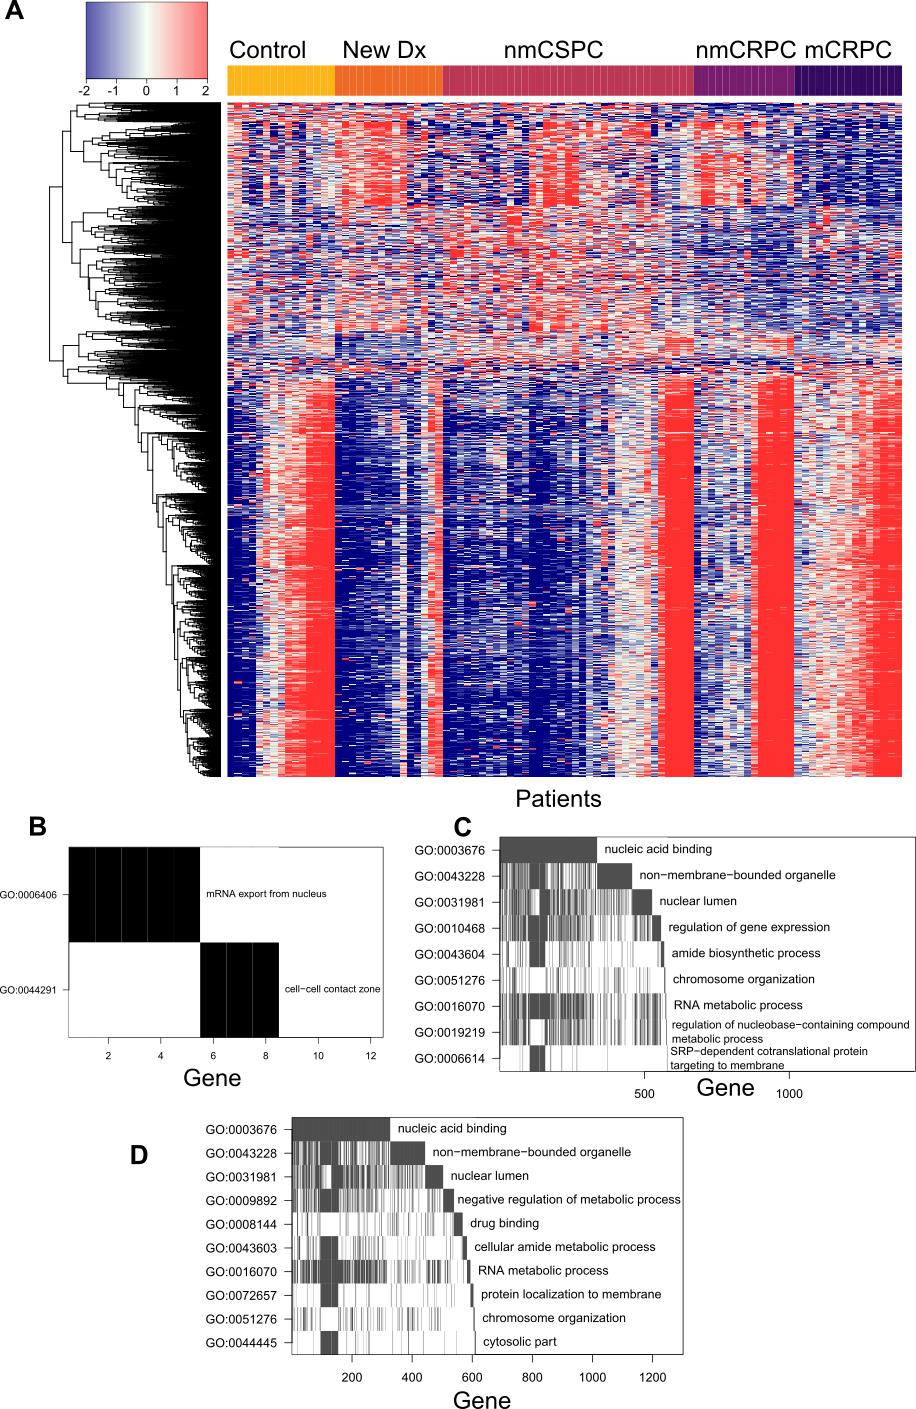 A
-2 -1 0 1 2
Control New Dx nmCSPC nmCRPC mCRPC
Patients
B
GO:0006406 mRNA export from nucleus
GO:0044291 cell−cell contact zone
2 4 6 8 10 12
Gene
C
GO:0003676 nucleic acid binding
GO:0043228 non−membrane−bounded organelle
GO:0031981 nuclear lumen
GO:0010468 regulation of gene expression
GO:0043604 amide biosynthetic process
GO:0051276 chromosome organization
GO:0016070 RNA metabolic process
GO:0019219 regulation of nucleobase−containing compound
metabolic process
GO:0006614 SRP−dependent cotranslational protein
targeting to membrane
500 1000
Gene
D
GO:0003676 nucleic acid binding
GO:0043228 non−membrane−bounded organelle
GO:0031981 nuclear lumen
GO:0009892 negative regulation of metabolic process
GO:0008144 drug binding
GO:0043603 cellular amide metabolic process
GO:0016070 RNA metabolic process
GO:0072657 protein localization to membrane
GO:0051276 chromosome organization
GO:0044445 cytosolic part
200 400 600 800 1000 1200
Gene